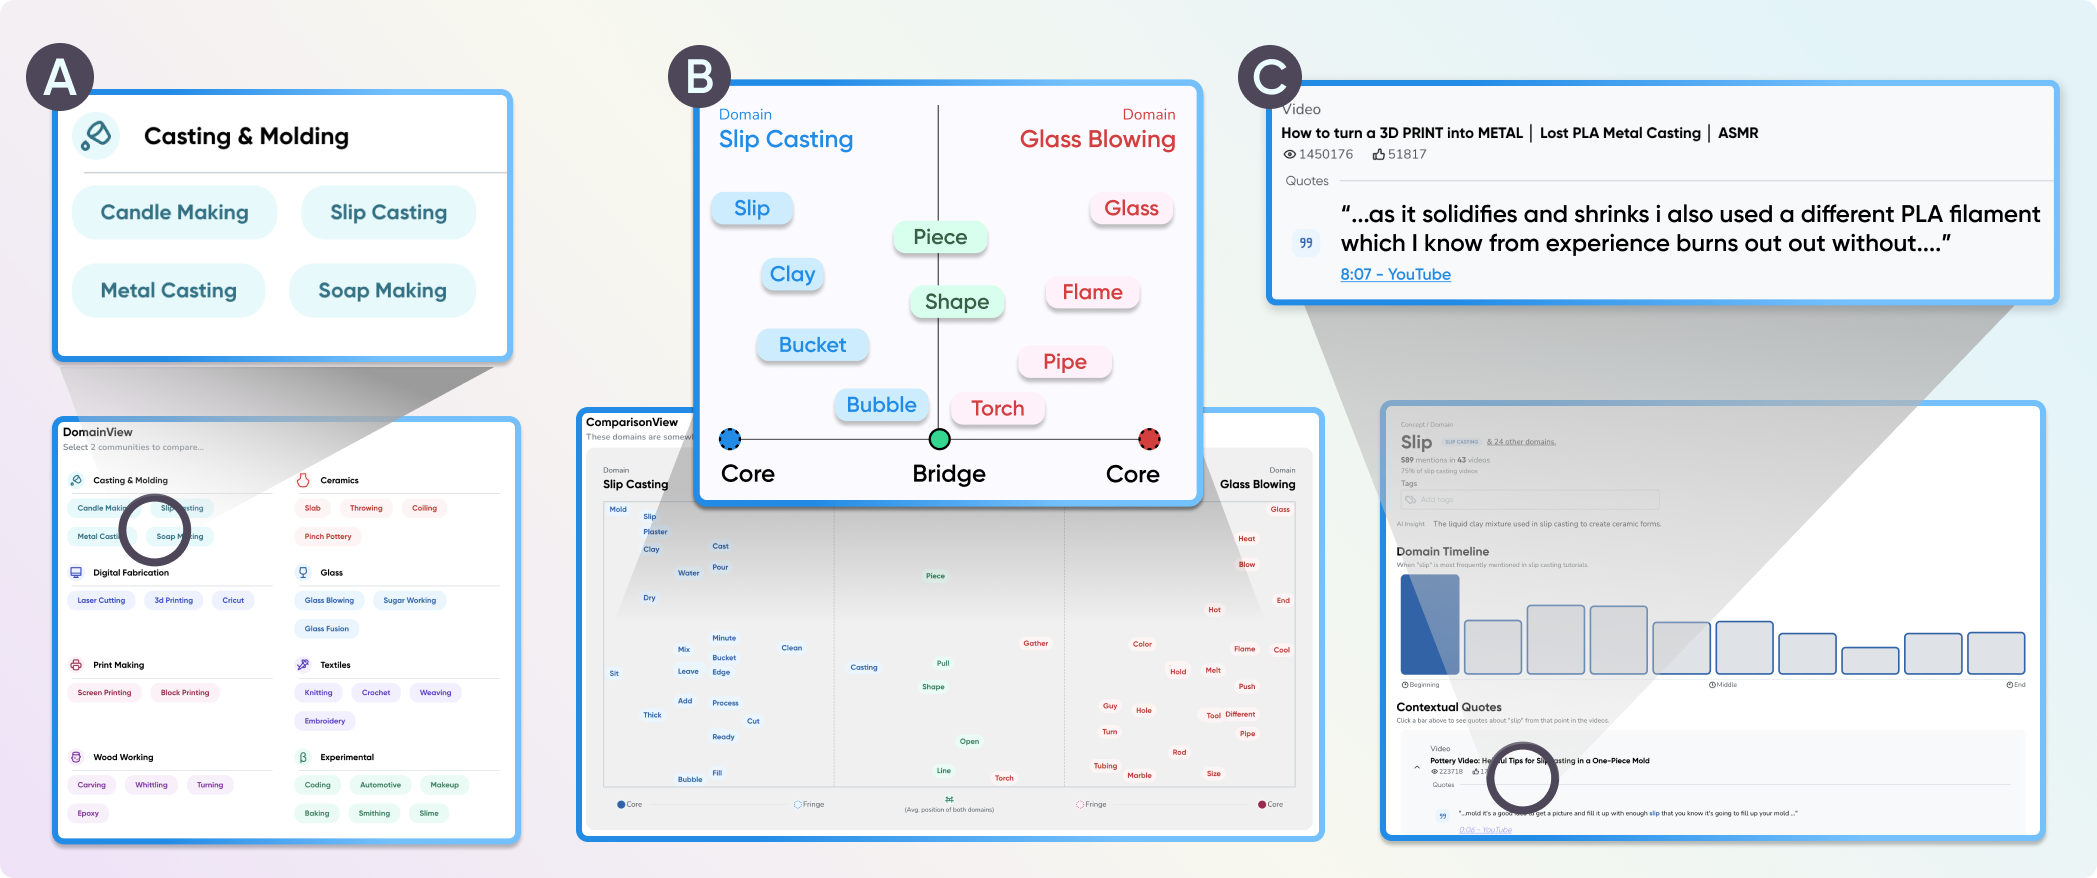 A
Casting & Molding
Candle Making
Slip Casting
Metal Casting
Soap Making
DomainView
Select 2 communities to compare...
Casting & Molding
Candle Making
Slip Casting
Metal Casting
Soap Making
Ceramics
Slab
Throwing
Coiling
Pinch Pottery
Digital Fabrication
Laser Cutting
3d Printing
Cricut
Glass
Glass Blowing
Sugar Working
Glass Fusion
Print Making
Screen Printing
Block Printing
Textiles
Knitting
Crochet
Weaving
Embroidery
Wood Working
Carving
Whittling
Turning
Epoxy
Experimental
Coding
Automotive
Makeup
Baking
Smithing
Slime
B
Domain
Slip Casting
Domain
Glass Blowing
Slip
Glass
Piece
Clay
Flame
Shape
Bucket
Pipe
Bubble
Torch
Core
Bridge
Core
ComparisonView
These domains are somew
Domain
Slip Casting
Domain
Glass Blowing
Mold
Slip
Plaster
Clay
Cast
Pour
Water
Dry
Minute
Mix
Clean
Bucket
Sit
Leave
Edge
Add
Process
Thick
Cut
Ready
Bubble
Fill
Casting
Piece
Pull
Shape
Open
Line
Gather
Torch
Glass
Heat
Blow
End
Hot
Color
Flame
Cool
Hold
Melt
Push
Guy
Hole
Tool
Different
Turn
Pipe
Rod
Tubing
Marble
Size
Core
Fringe
(Avg. position of both domains)
Fringe
Core
C
Video
How to turn a 3D PRINT into METAL | Lost PLA Metal Casting | ASMR
1450176 51817
Quotes
“...as it solidifies and shrinks i also used a different PLA filament
which I know from experience burns out out without....”
8:07 - YouTube
Concept / Domain
Slip SLIP CASTING & 24 other domains.
589 mentions in 43 videos
75% of slip casting videos
Tags
Add tags
AI Insight The liquid clay mixture used in slip casting to create ceramic forms.
Domain Timeline
When "slip" is most frequently mentioned in slip casting tutorials.
Beginning
Middle
End
Contextual Quotes
Click a bar above to see quotes about "slip" from that point in the videos.
Video
Pottery Video: Helpful Tips for Slip Casting in a One-Piece Mold
223718
Quotes
"...mold it's a good to get a picture and fill it up with enough slip that you know it's going to fill up your mold ..."
0:06 - YouTube